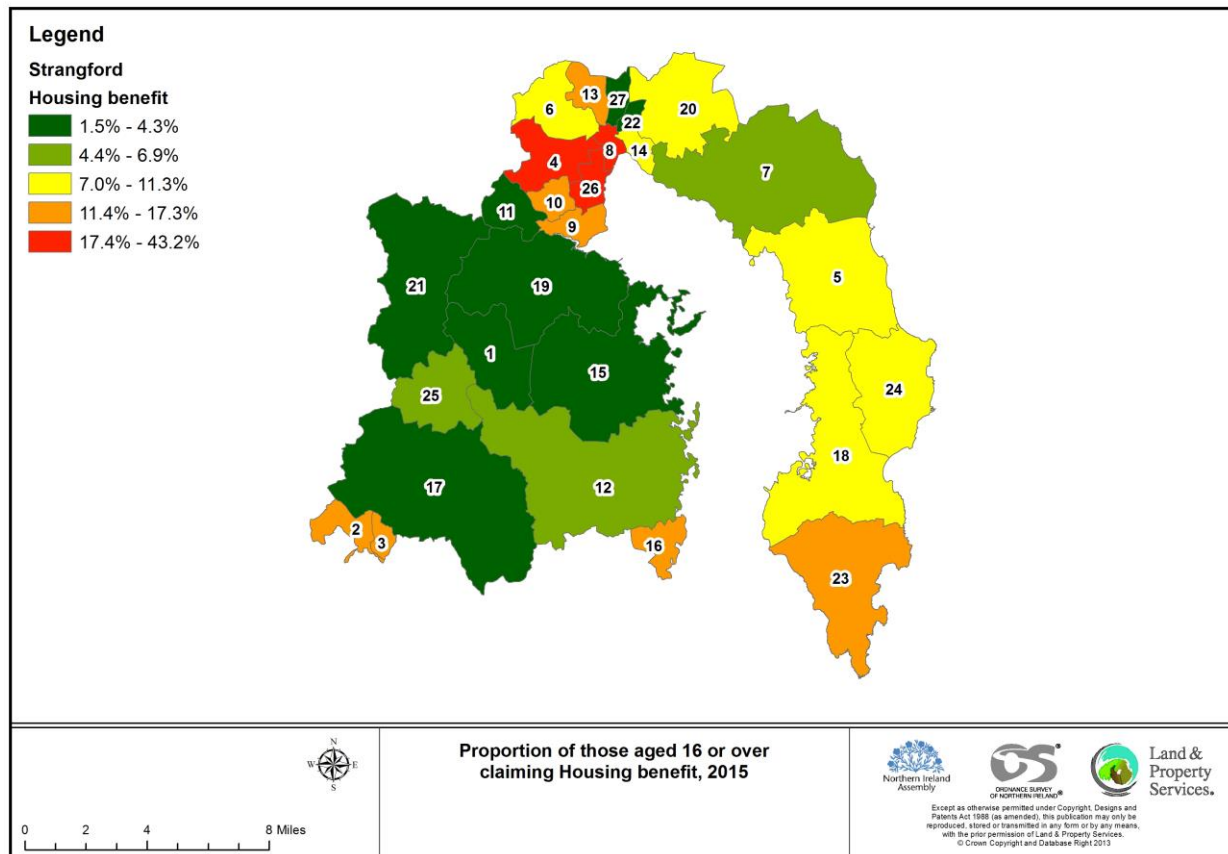 Legend
Strangford
Housing benefit
1.5% - 4.3%
4.4% - 6.9%
7.0% - 11.3%
11.4% - 17.3%
17.4% - 43.2%
13
27
6
20
22
8
14
4
7
26
10
11
9
5
21
19
1
15
24
25
18
17
12
2
3
16
23
N
W
E
S
0 2 4 8 Miles
Proportion of those aged 16 or over
claiming Housing benefit, 2015
Northern Ireland
Assembly
OS®
ORDNANCE SURVEY
OF NORTHERN IRELAND®
Land &
Property
Services.
Except as otherwise permitted under Copyright, Designs and
Patents Act 1988 (as amended), this publication may only be
reproduced, stored or transmitted in any form or by any means,
with the prior permission of Land & Property Services.
© Crown Copyright and Database Right 2013